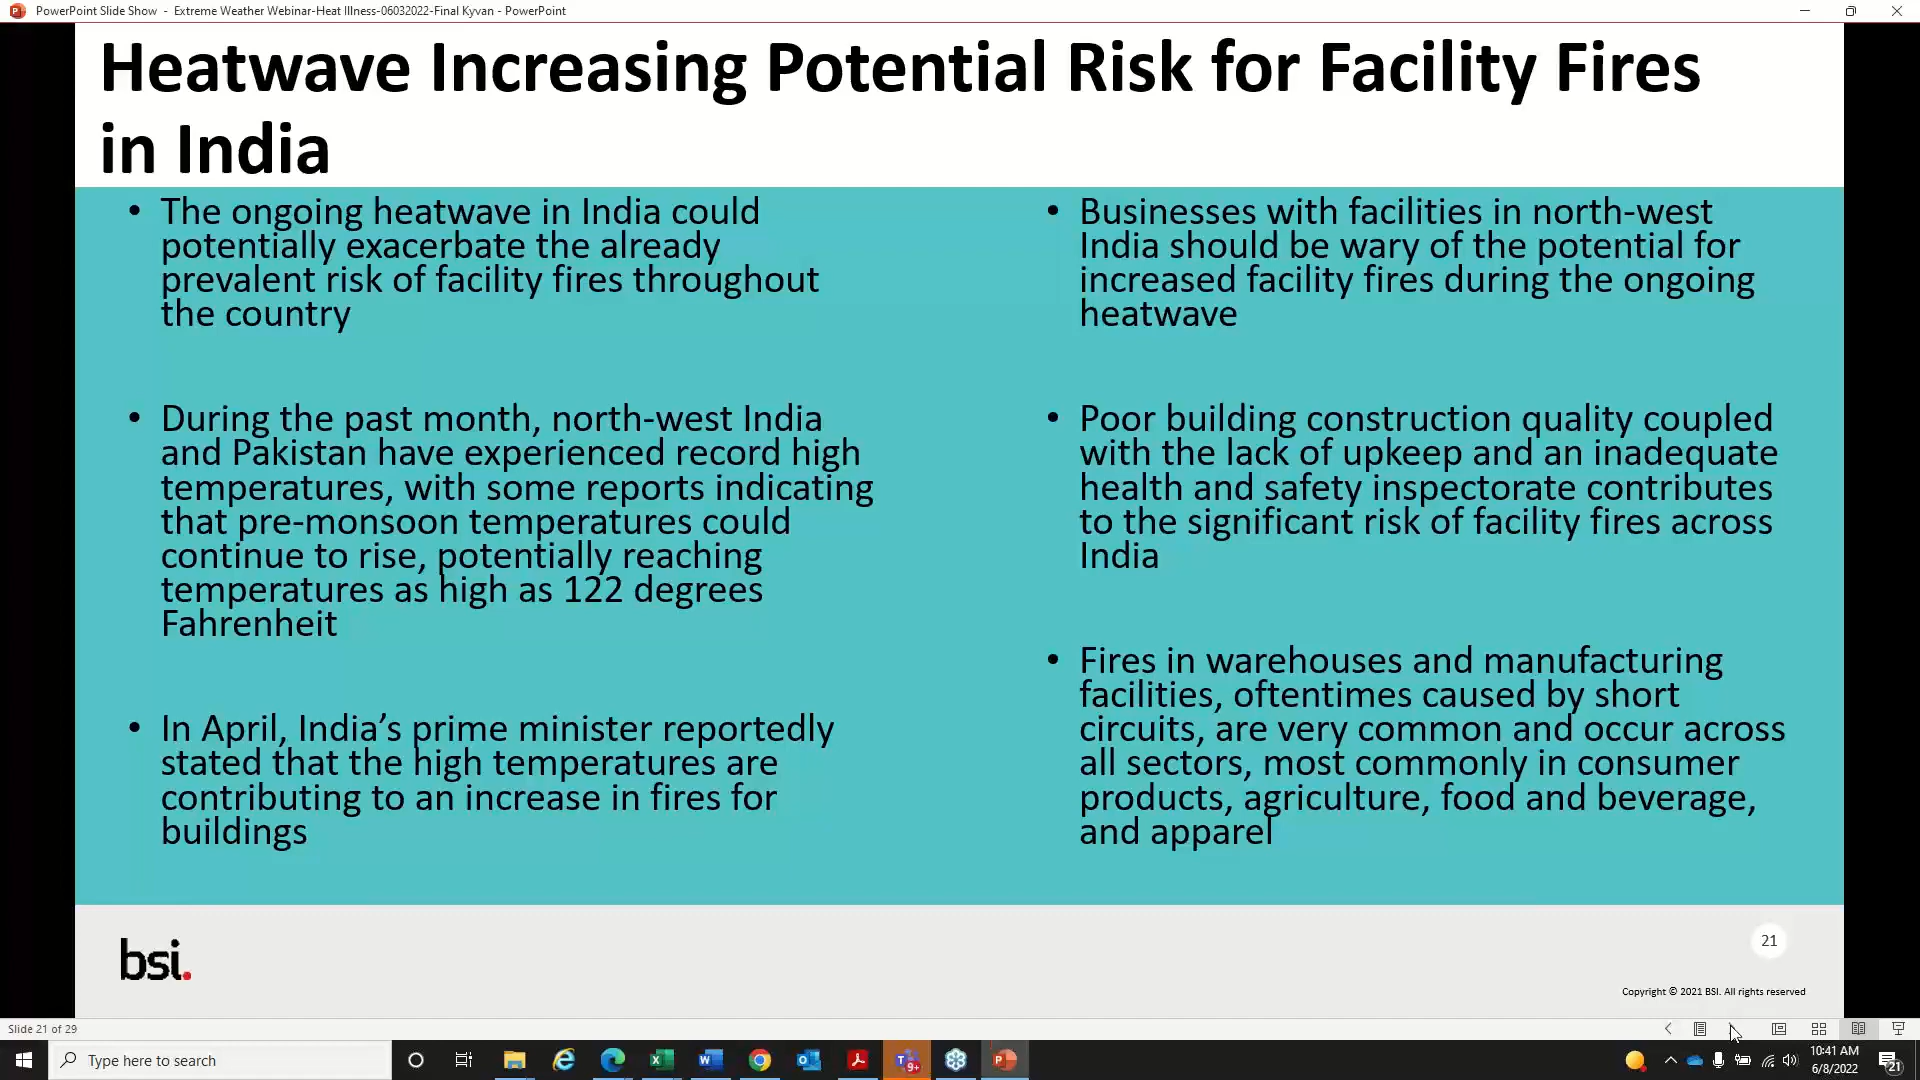 PowerPoint Slide Show - Extreme Weather Webinar-Heat Illness-06032022-Final Kyvan - PowerPoint
Heatwave Increasing Potential Risk for Facility Fires
in India
• The ongoing heatwave in India could
potentially exacerbate the already
prevalent risk of facility fires throughout
the country
• During the past month, north-west India
and Pakistan have experienced record high
temperatures, with some reports indicating
that pre-monsoon temperatures could
continue to rise, potentially reaching
temperatures as high as 122 degrees
Fahrenheit
• In April, India’s prime minister reportedly
stated that the high temperatures are
contributing to an increase in fires for
buildings
• Businesses with facilities in north-west
India should be wary of the potential for
increased facility fires during the ongoing
heatwave
• Poor building construction quality coupled
with the lack of upkeep and an inadequate
health and safety inspectorate contributes
to the significant risk of facility fires across
India
• Fires in warehouses and manufacturing
facilities, oftentimes caused by short
circuits, are very common and occur across
all sectors, most commonly in consumer
products, agriculture, food and beverage,
and apparel
bsi.
21
Copyright © 2021 BSI. All rights reserved
Slide 21 of 29
Type here to search
9+
10:41 AM
6/8/2022
21